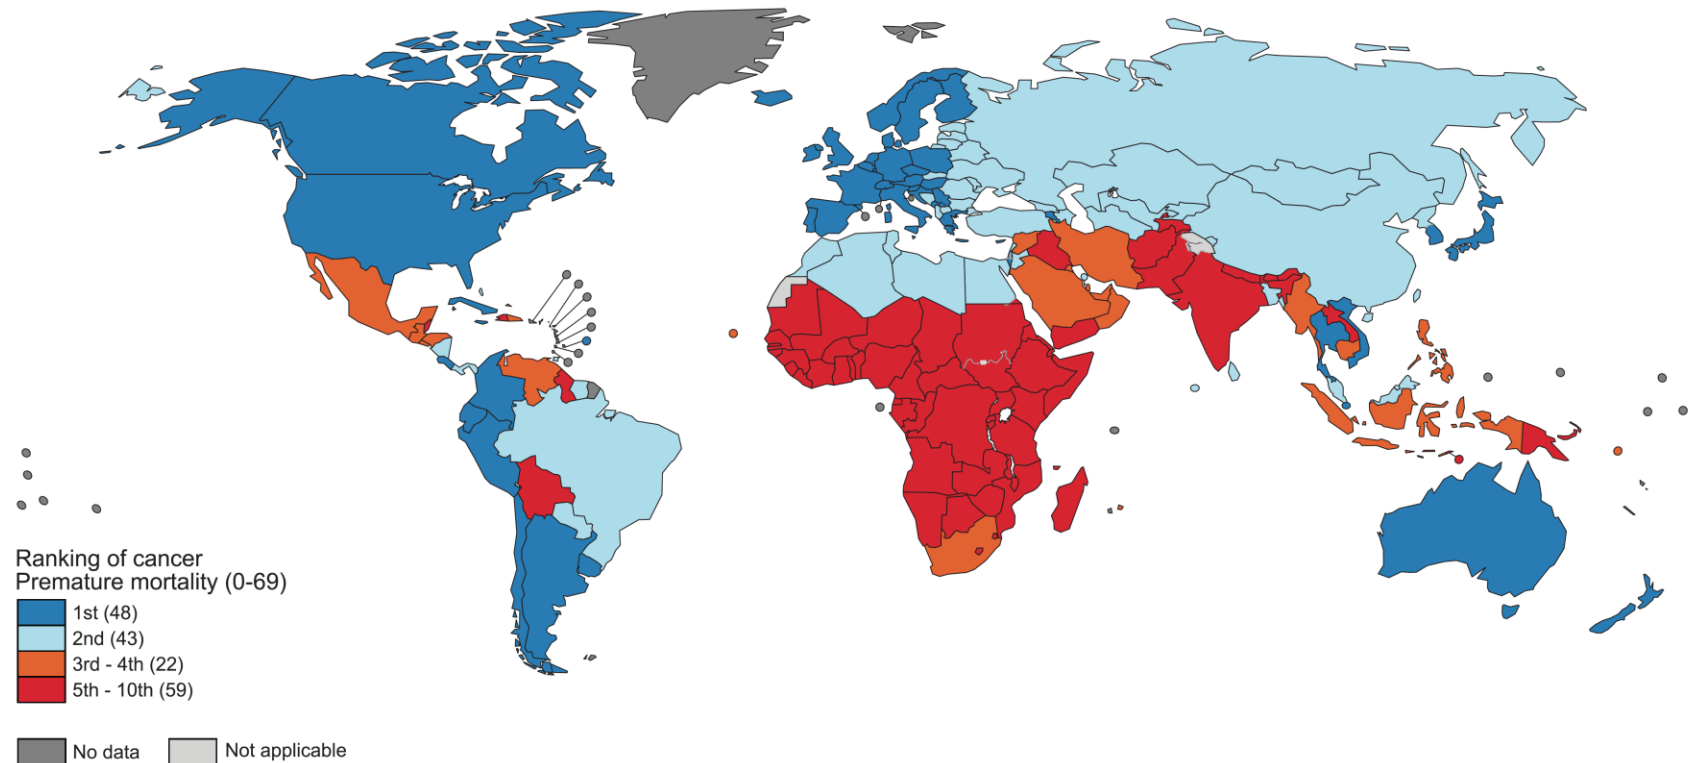 Ranking of cancer
Premature mortality (0-69)
1st (48)
2nd (43)
3rd - 4th (22)
5th - 10th (59)
No data
Not applicable